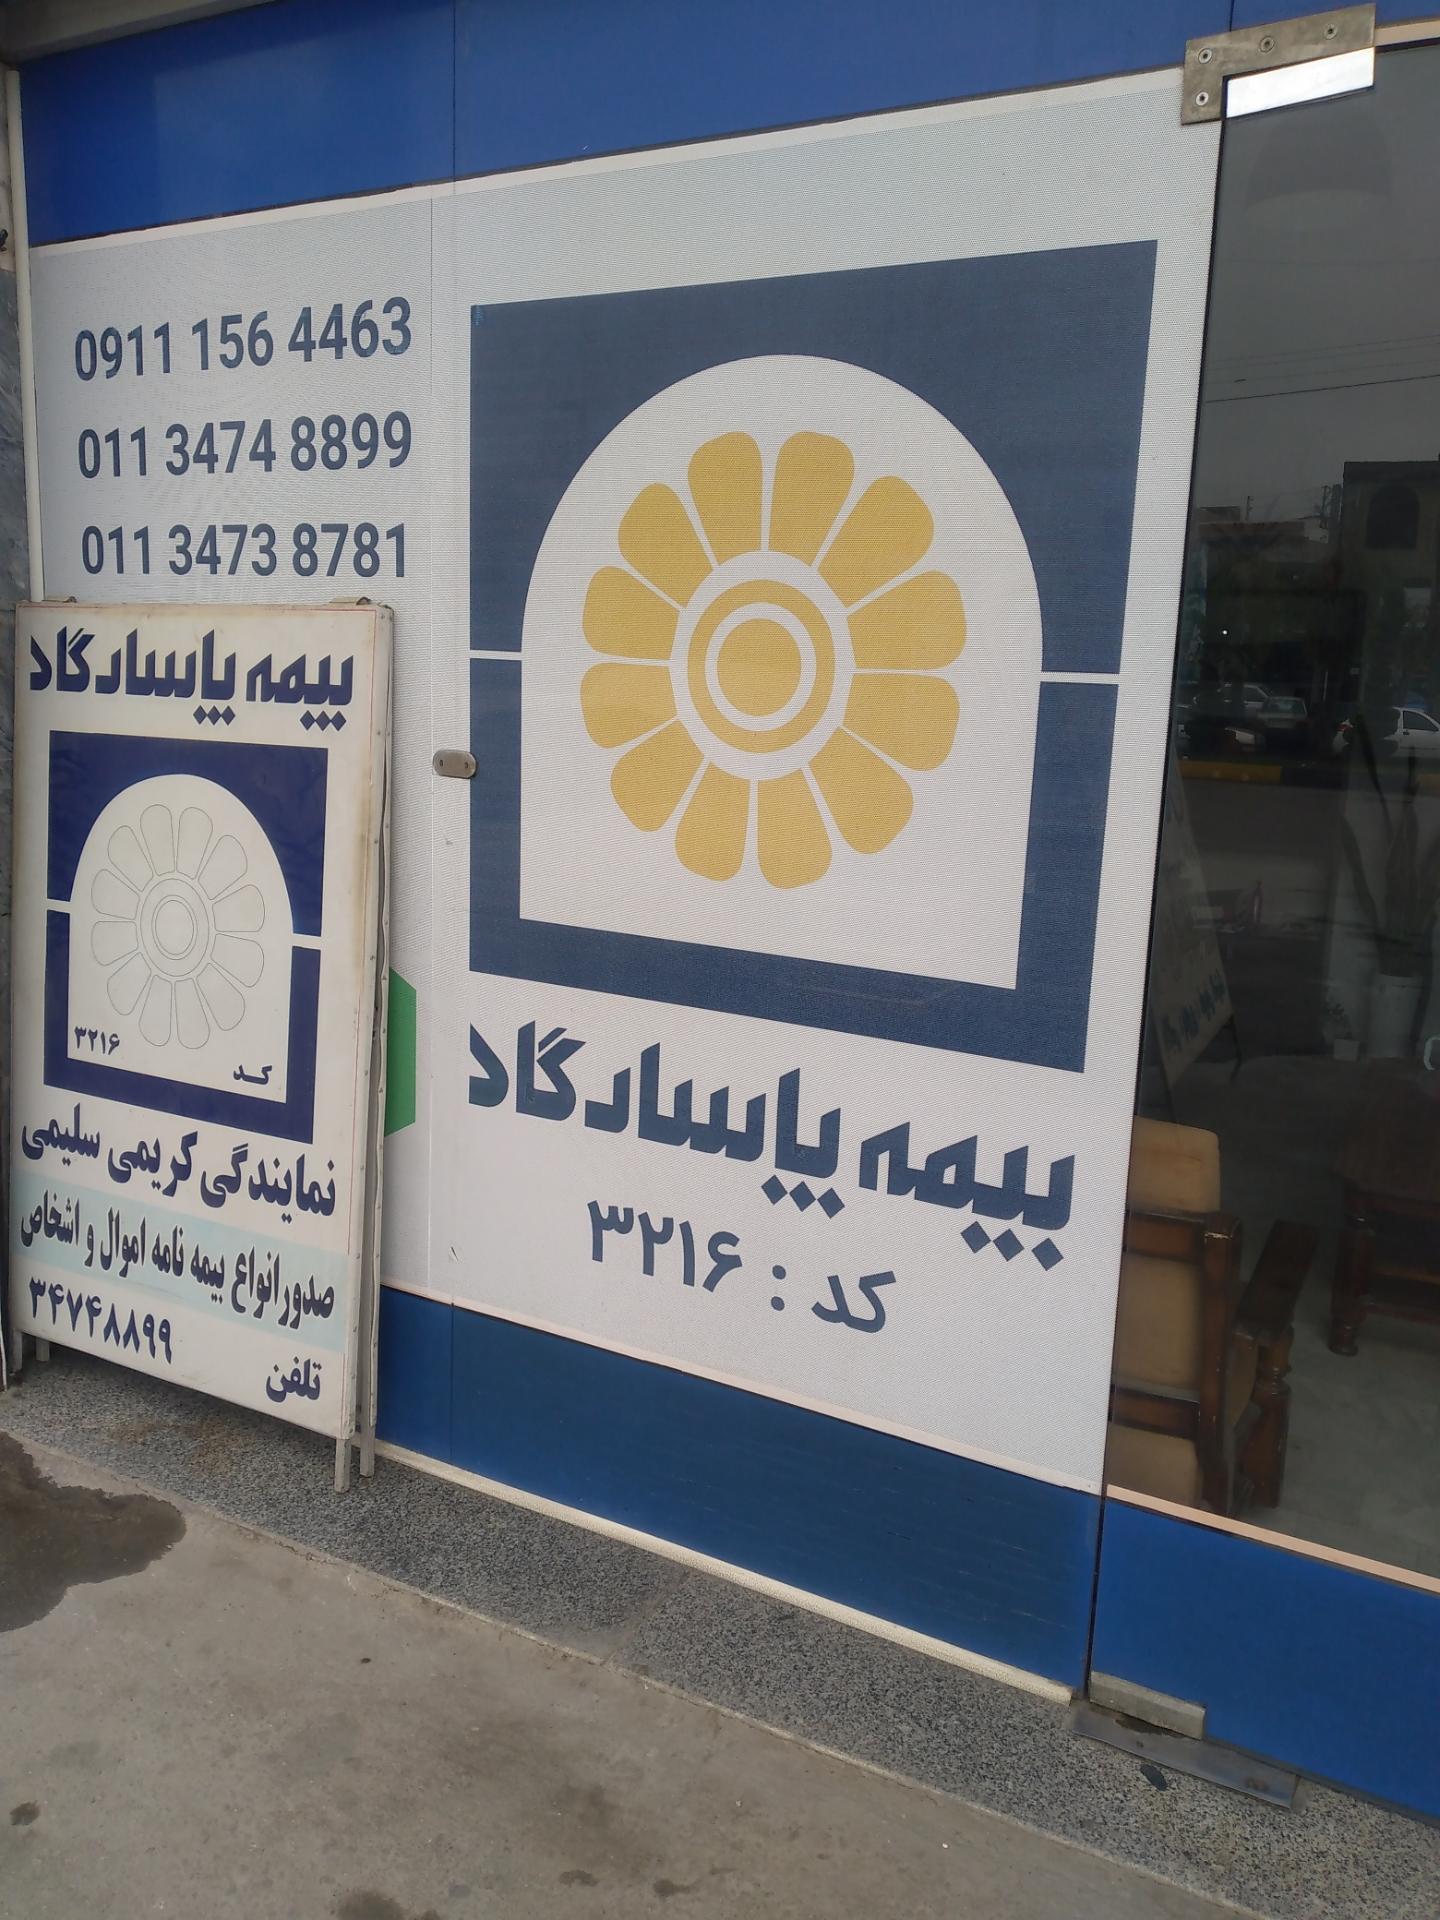 0911 156 4463
011 3474 8899
011 3473 8781
بیمه پاسارگاد
کد : ۳۲۱۶
بیمه پاسارگاد
کد ۳۲۱۶
نمایندگی کریمی سلیمی
صدور انواع بیمه نامه اموال و اشخاص
تلفن ۳۴۷۴۸۸۹۹